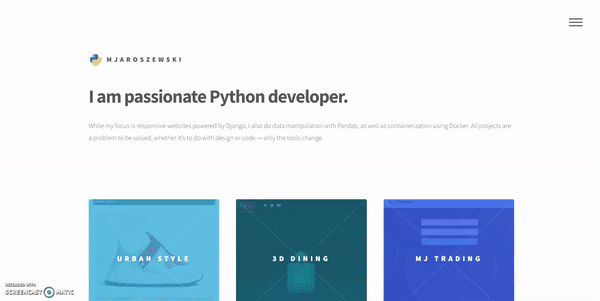 MJAROSZEWSKI
I am passionate Python developer.
While my focus is responsive websites powered by Django, I also do data manipulation with Pandas, as well as containerization using Docker. All projects are
a problem to be solved, whether it's to do with design or code — only the tools change.
URBAN STYLE
3D DINING
MJ TRADING
RECORDED WITH
SCREENCAST MATIC